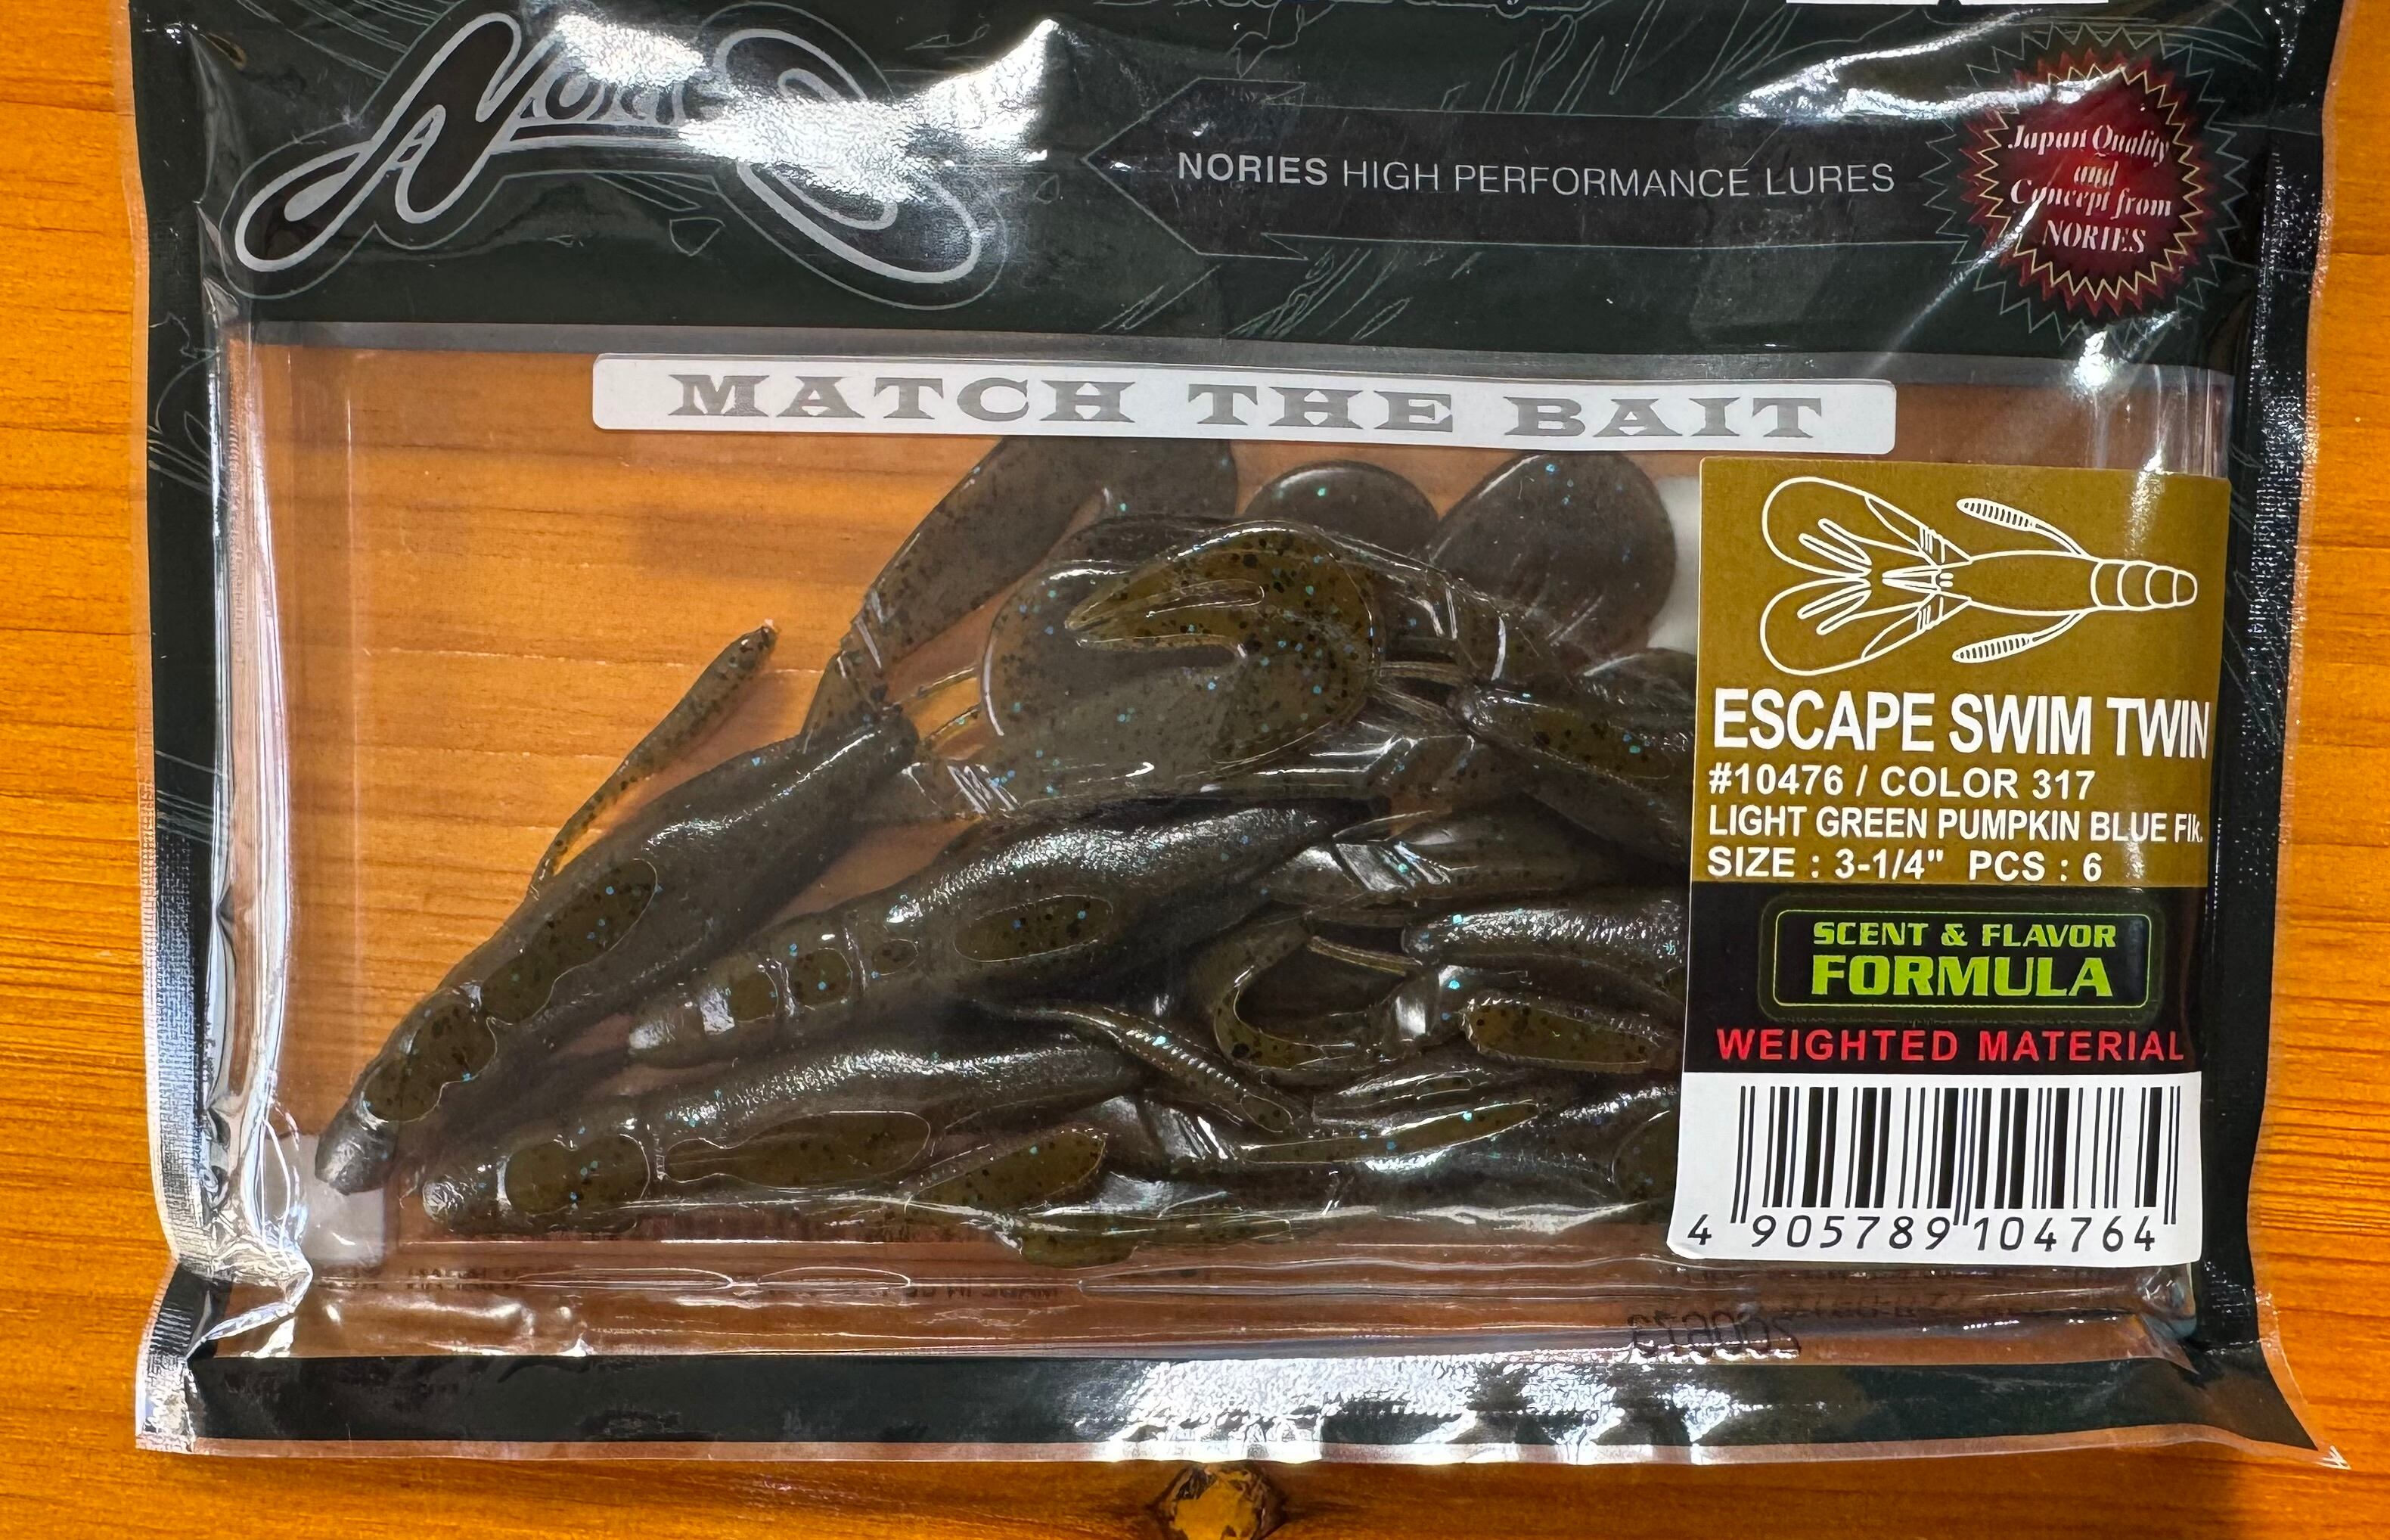 Nories
NORIES HIGH PERFORMANCE LURES
Japan Quality
and
Concept from
NORIES
MATCH THE BAIT
ESCAPE SWIM TWIN
#10476 / COLOR 317
LIGHT GREEN PUMPKIN BLUE Flk.
SIZE : 3-1/4" PCS : 6
SCENT & FLAVOR
FORMULA
WEIGHTED MATERIAL
4 905789 104764